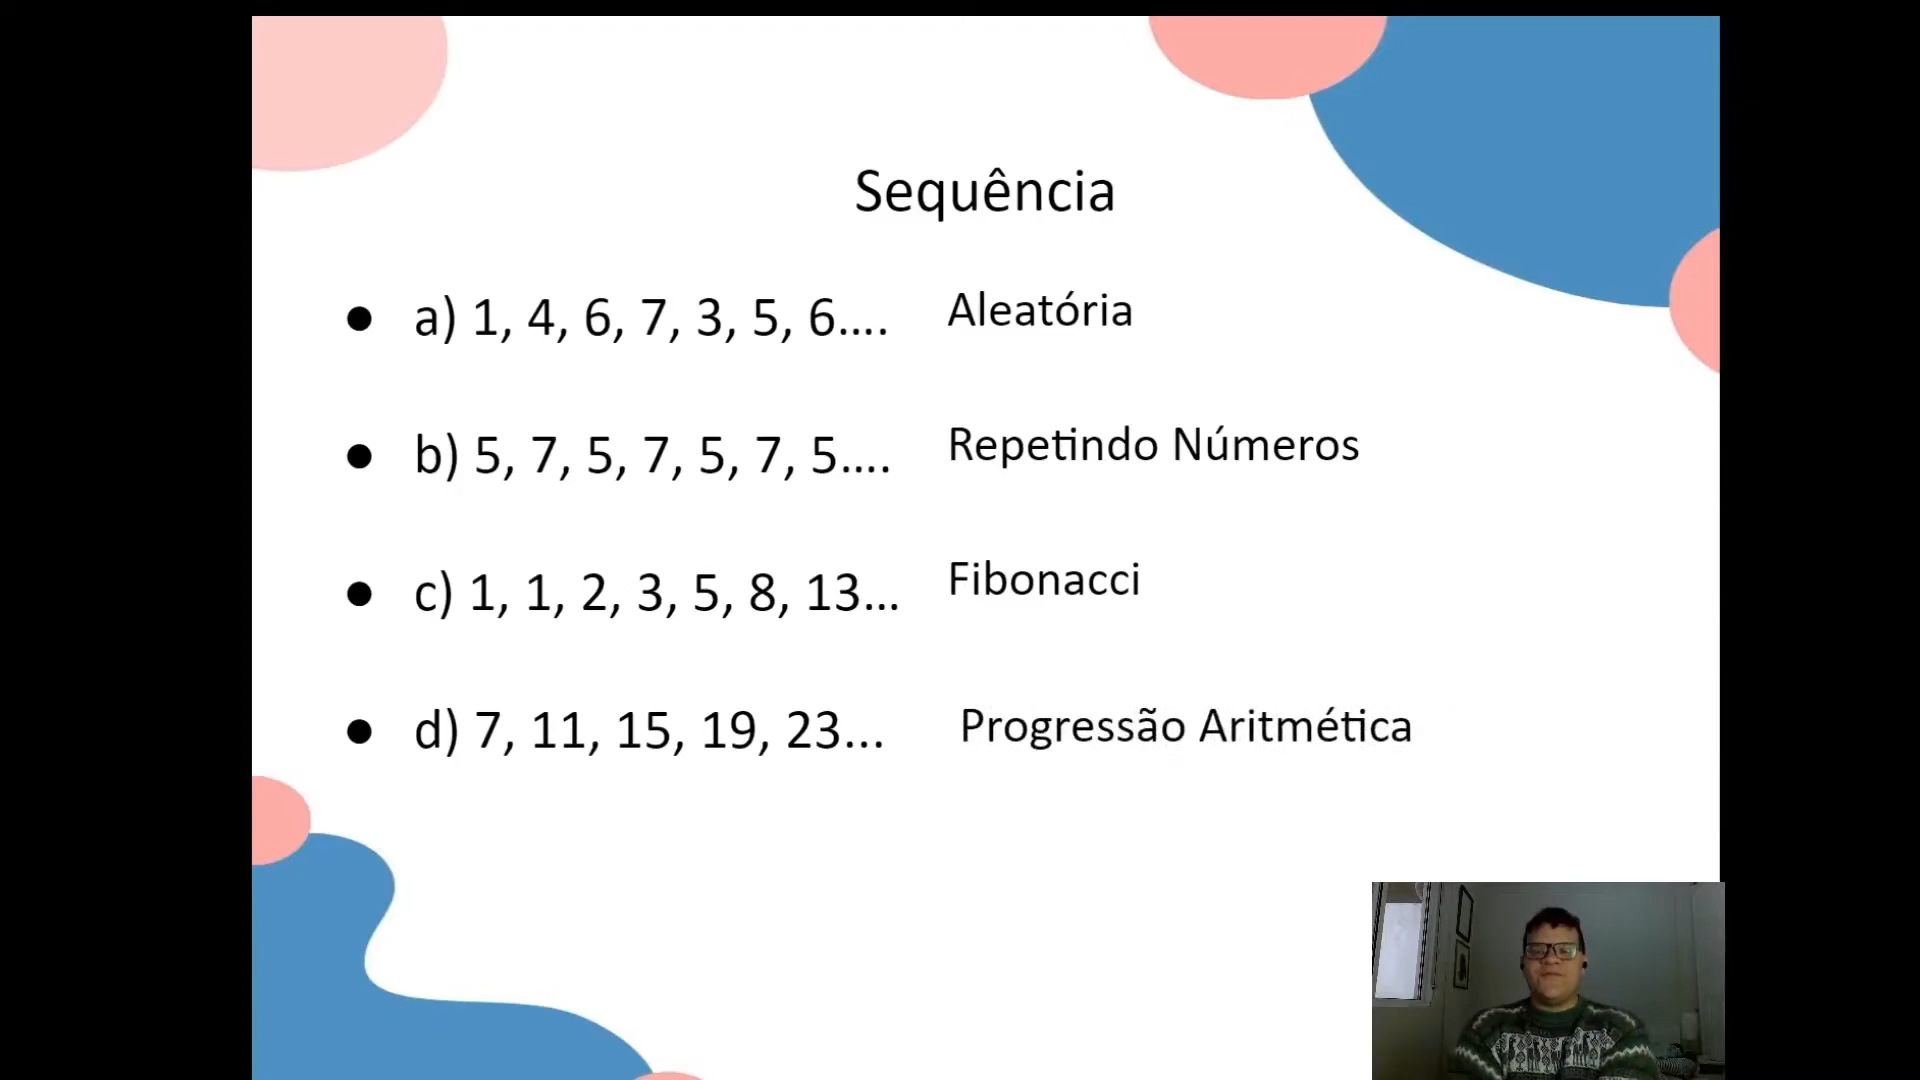 Sequência
a) 1, 4, 6, 7, 3, 5, 6.... Aleatória
b) 5, 7, 5, 7, 5, 7, 5.... Repetindo Números
c) 1, 1, 2, 3, 5, 8, 13... Fibonacci
d) 7, 11, 15, 19, 23... Progressão Aritmética